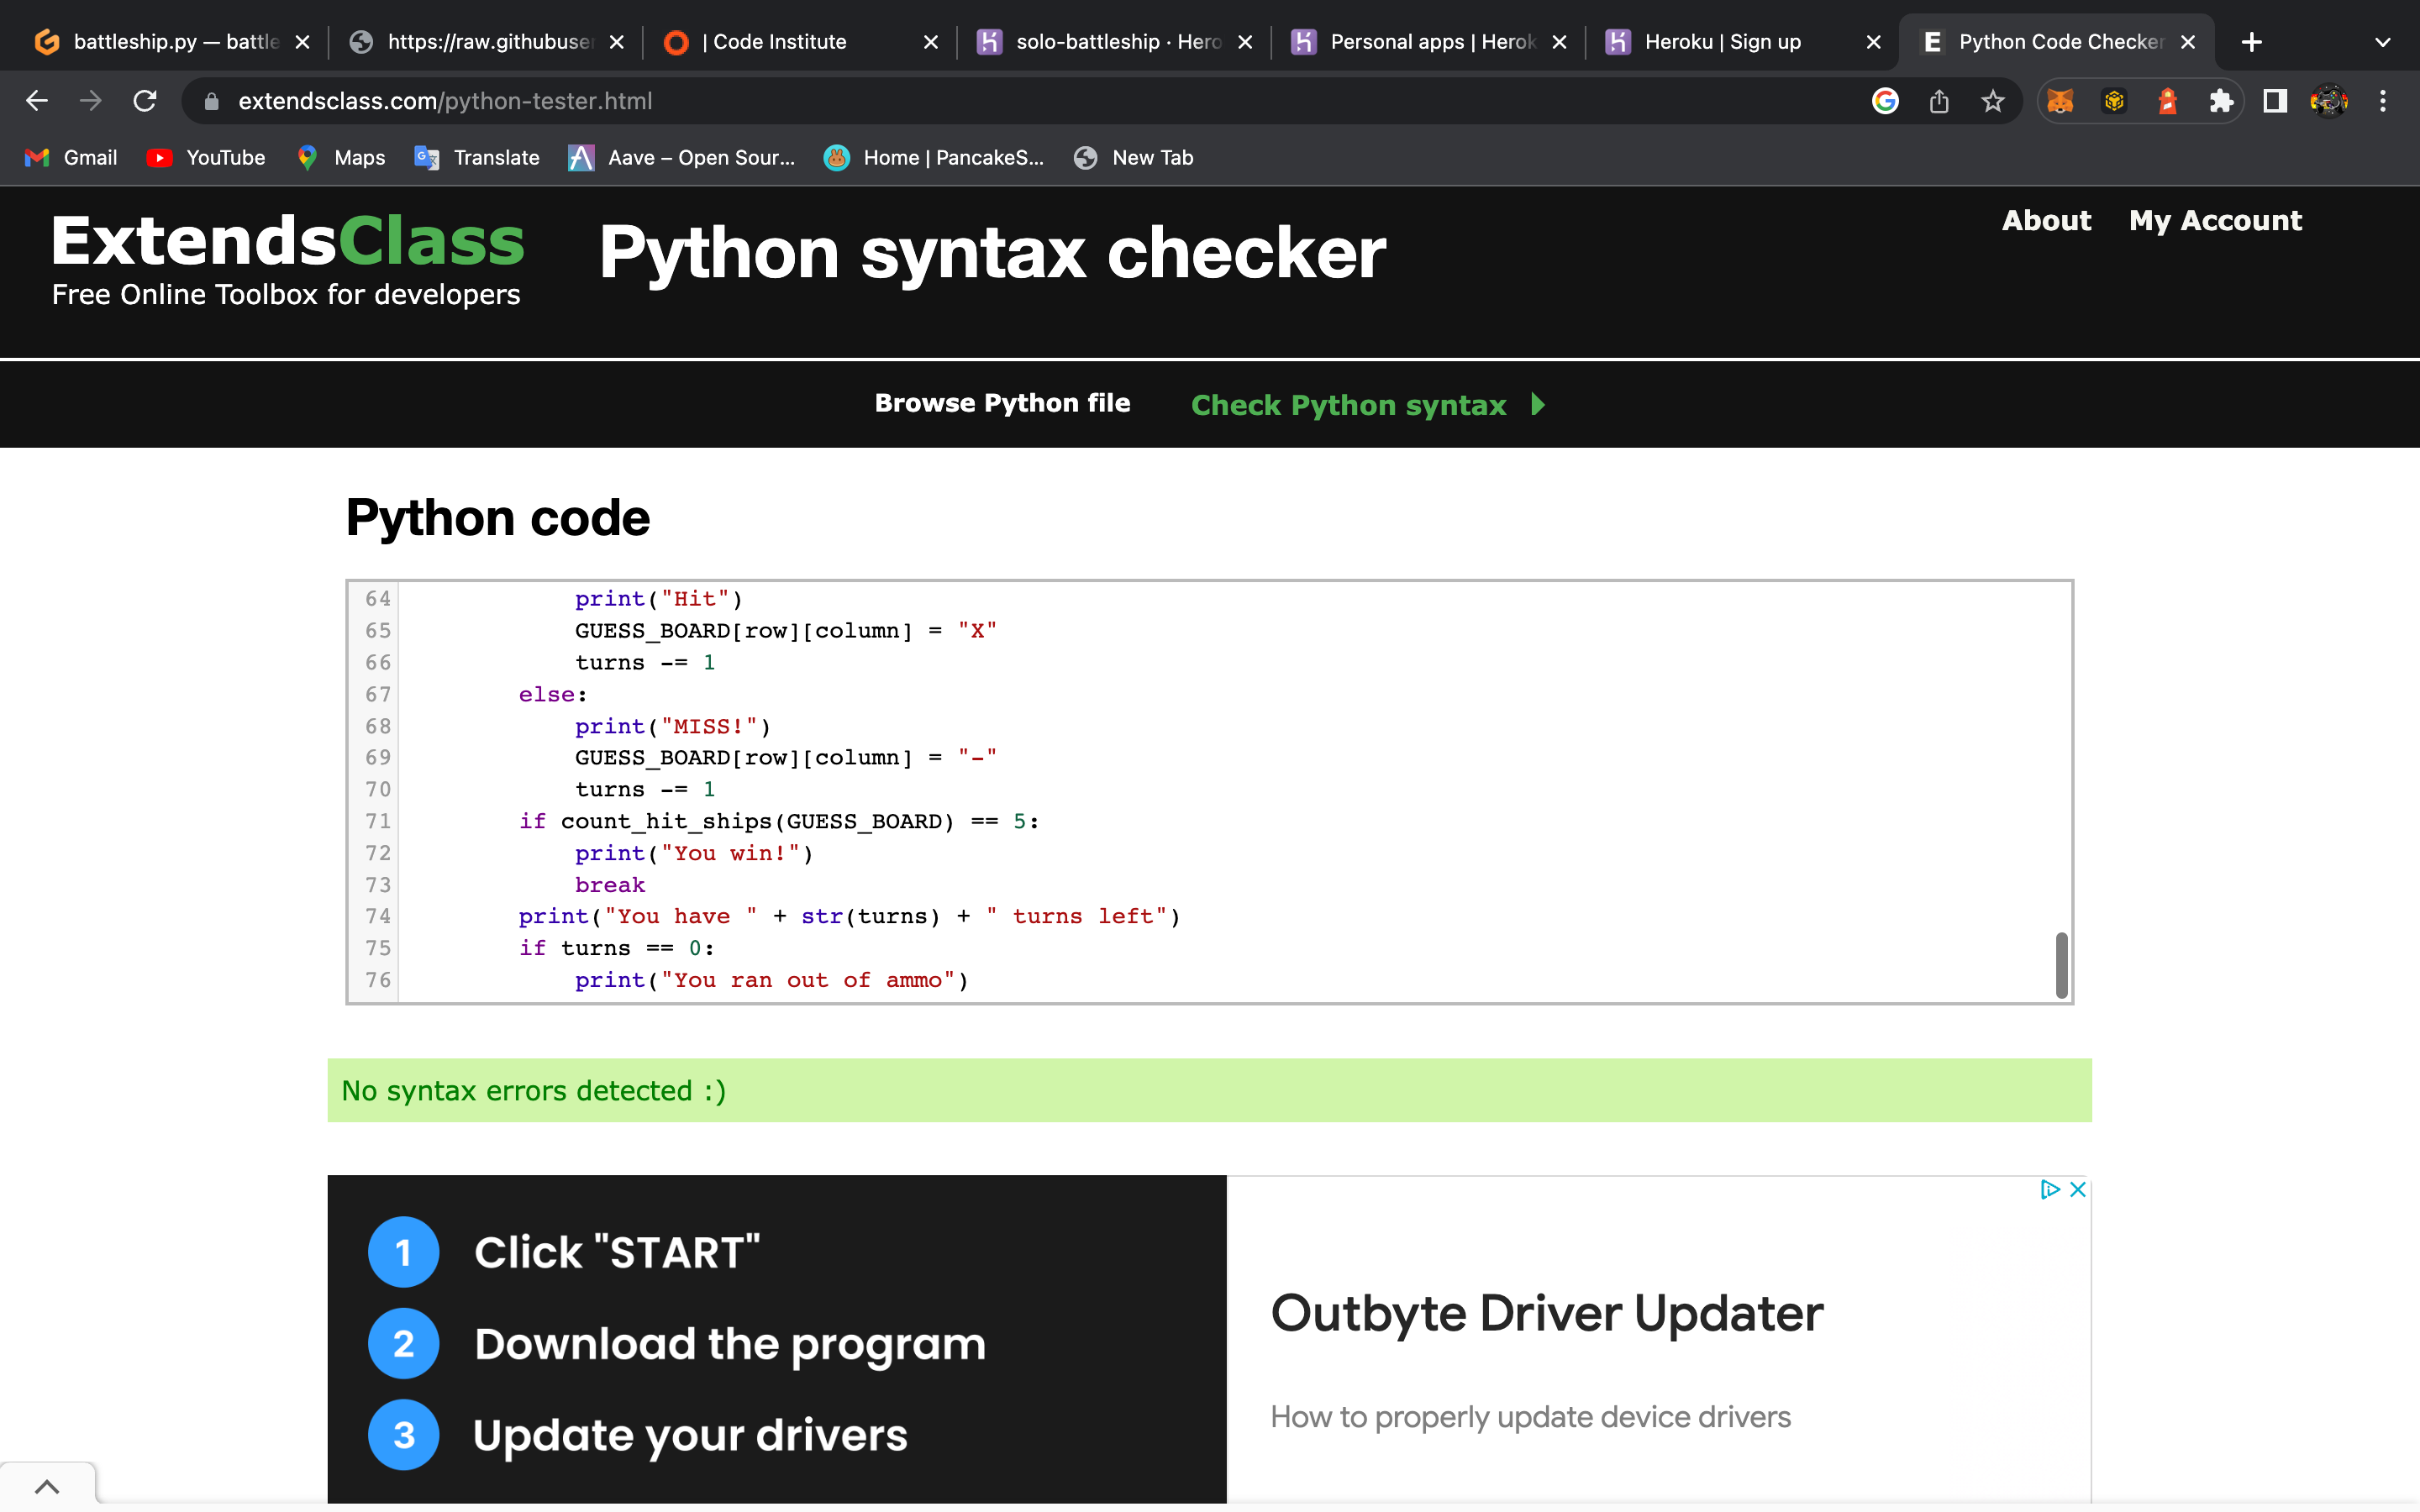 battleship.py — battle
https://raw.githubuser
| Code Institute
solo-battleship · Hero
Personal apps | Herok
Heroku | Sign up
E Python Code Checker
extendsclass.com/python-tester.html
Gmail
YouTube
Maps
Translate
Aave – Open Sour...
Home | PancakeS...
New Tab
ExtendsClass
Free Online Toolbox for developers
Python syntax checker
About
My Account
Browse Python file
Check Python syntax
Python code
64 print("Hit")
65 GUESS_BOARD[row][column] = "X"
66 turns -= 1
67 else:
68 print("MISS!")
69 GUESS_BOARD[row][column] = "-"
70 turns -= 1
71 if count_hit_ships(GUESS_BOARD) == 5:
72 print("You win!")
73 break
74 print("You have " + str(turns) + " turns left")
75 if turns == 0:
76 print("You ran out of ammo")
No syntax errors detected :)
1 Click "START"
2 Download the program
3 Update your drivers
Outbyte Driver Updater
How to properly update device drivers